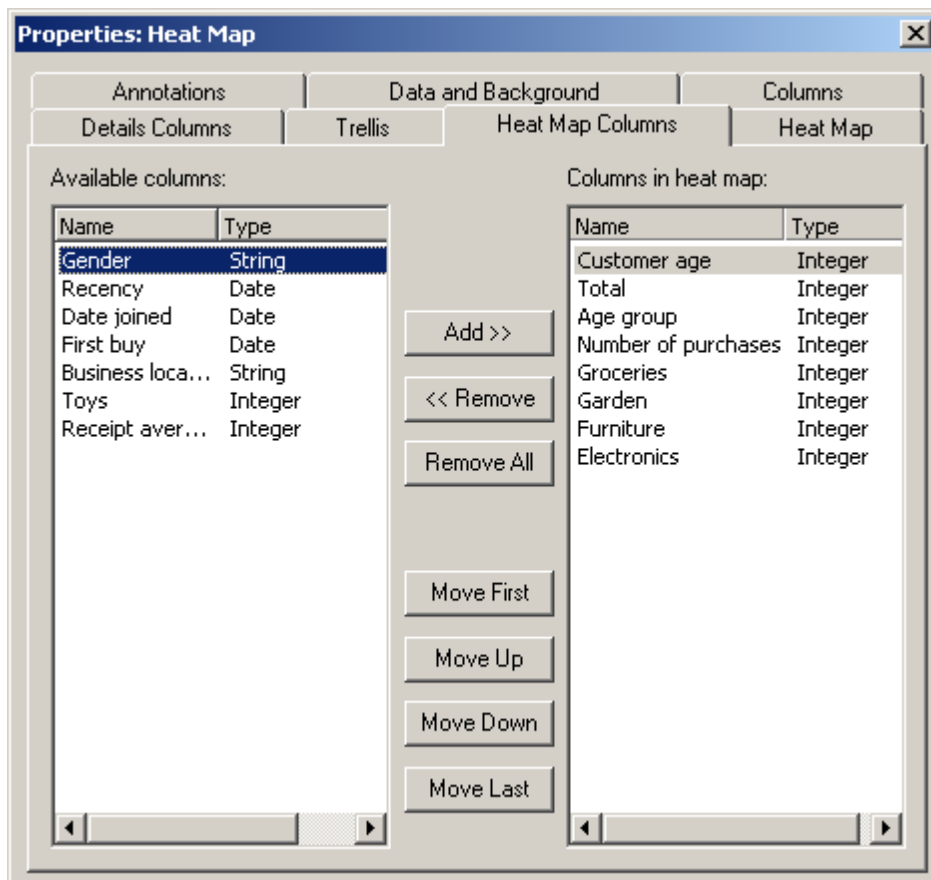 Properties: Heat Map
Annotations
Data and Background
Columns
Details Columns
Trellis
Heat Map Columns
Heat Map
Available columns:
Name Type
Gender String
Recency Date
Date joined Date
First buy Date
Business loca... String
Toys Integer
Receipt aver... Integer
Add >>
<< Remove
Remove All
Move First
Move Up
Move Down
Move Last
Columns in heat map:
Name Type
Customer age Integer
Total Integer
Age group Integer
Number of purchases Integer
Groceries Integer
Garden Integer
Furniture Integer
Electronics Integer